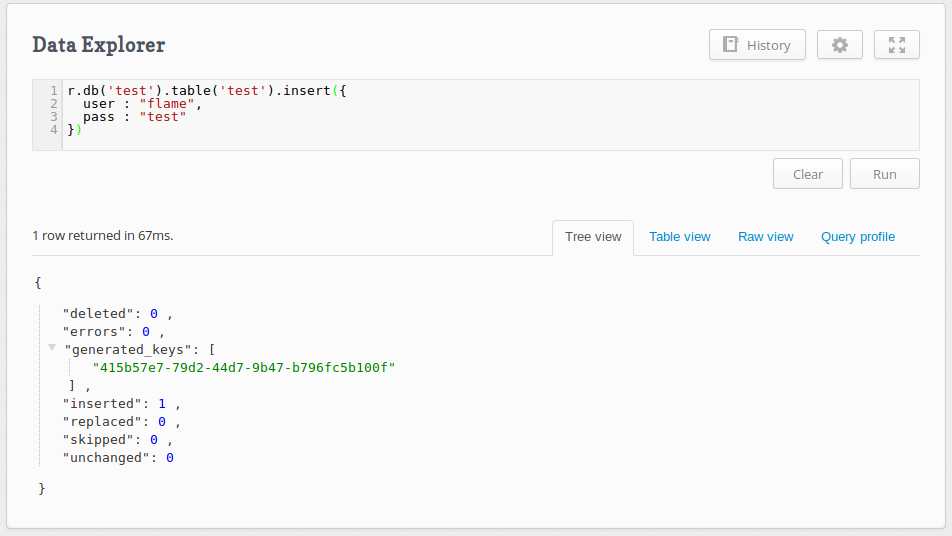 Data Explorer
History
1 r.db('test').table('test').insert({
2   user : "flame",
3   pass : "test"
4 })
Clear Run
1 row returned in 67ms. Tree view Table view Raw view Query profile
{
"deleted": 0 ,
"errors": 0 ,
"generated_keys": [
"415b57e7-79d2-44d7-9b47-b796fc5b100f"
] ,
"inserted": 1 ,
"replaced": 0 ,
"skipped": 0 ,
"unchanged": 0
}